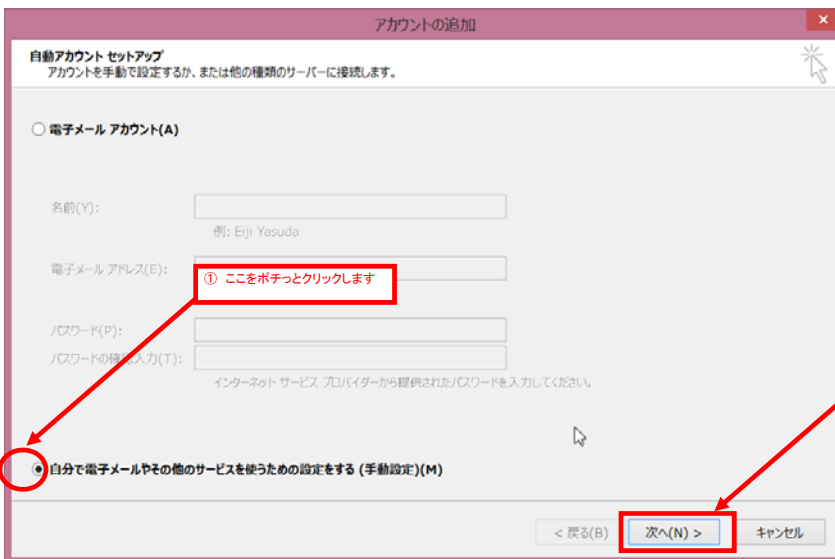 アカウントの追加
自動アカウント セットアップ
アカウントを手動で設定するか、または他の種類のサーバーに接続します。
電子メール アカウント(A)
名前(Y):
例: Eiji Yasuda
電子メール アドレス(E):
① ここをポチっとクリックします
パスワード(P):
パスワードの確認入力(T):
インターネット サービス プロバイダーから提供されたパスワードを入力してください。
自分で電子メールやその他のサービスを使うための設定をする (手動設定)(M)
< 戻る(B)
次へ(N) >
キャンセル